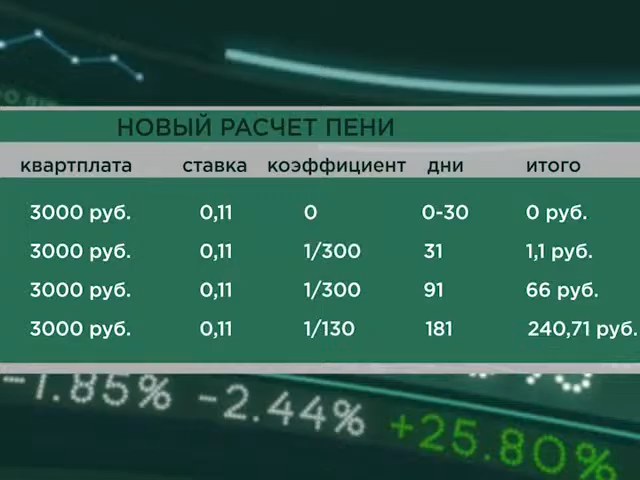 НОВЫЙ РАСЧЕТ ПЕНИ
квартплата ставка коэффициент дни итого
3000 руб. 0,11 0 0-30 0 руб.
3000 руб. 0,11 1/300 31 1,1 руб.
3000 руб. 0,11 1/300 91 66 руб.
3000 руб. 0,11 1/130 181 240,71 руб.
-1.85% -2.44% +25.80%